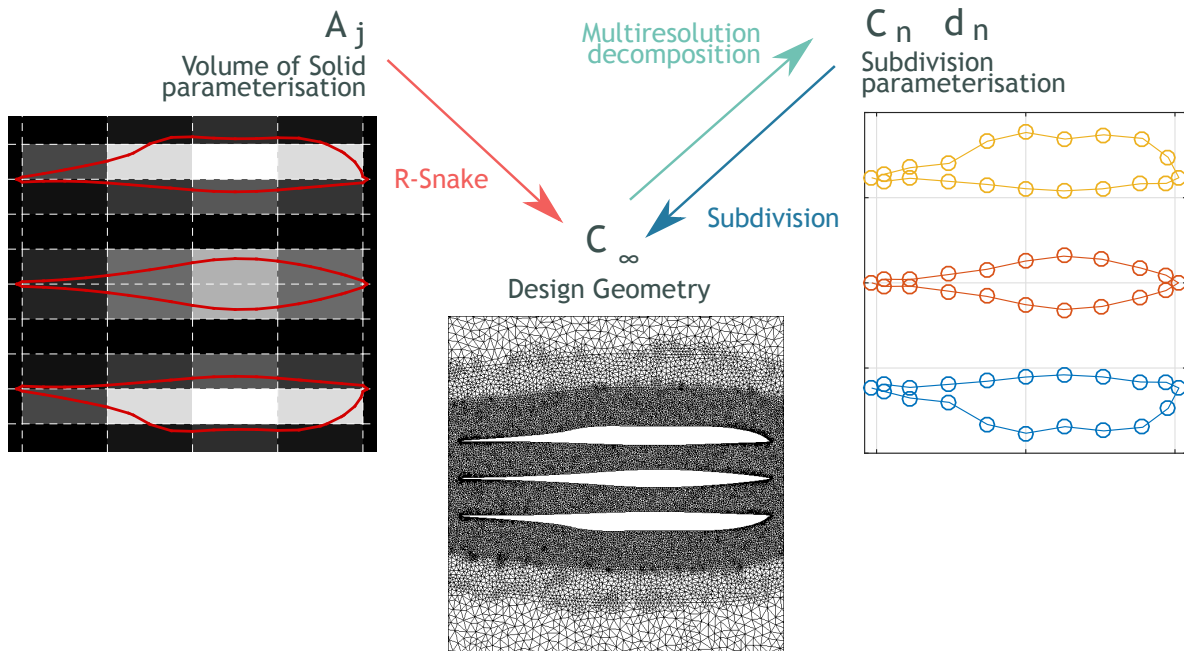 A j
Volume of Solid
parameterisation
R-Snake
Multiresolution
decomposition
Subdivision
C n d n
Subdivision
parameterisation
C ∞
Design Geometry